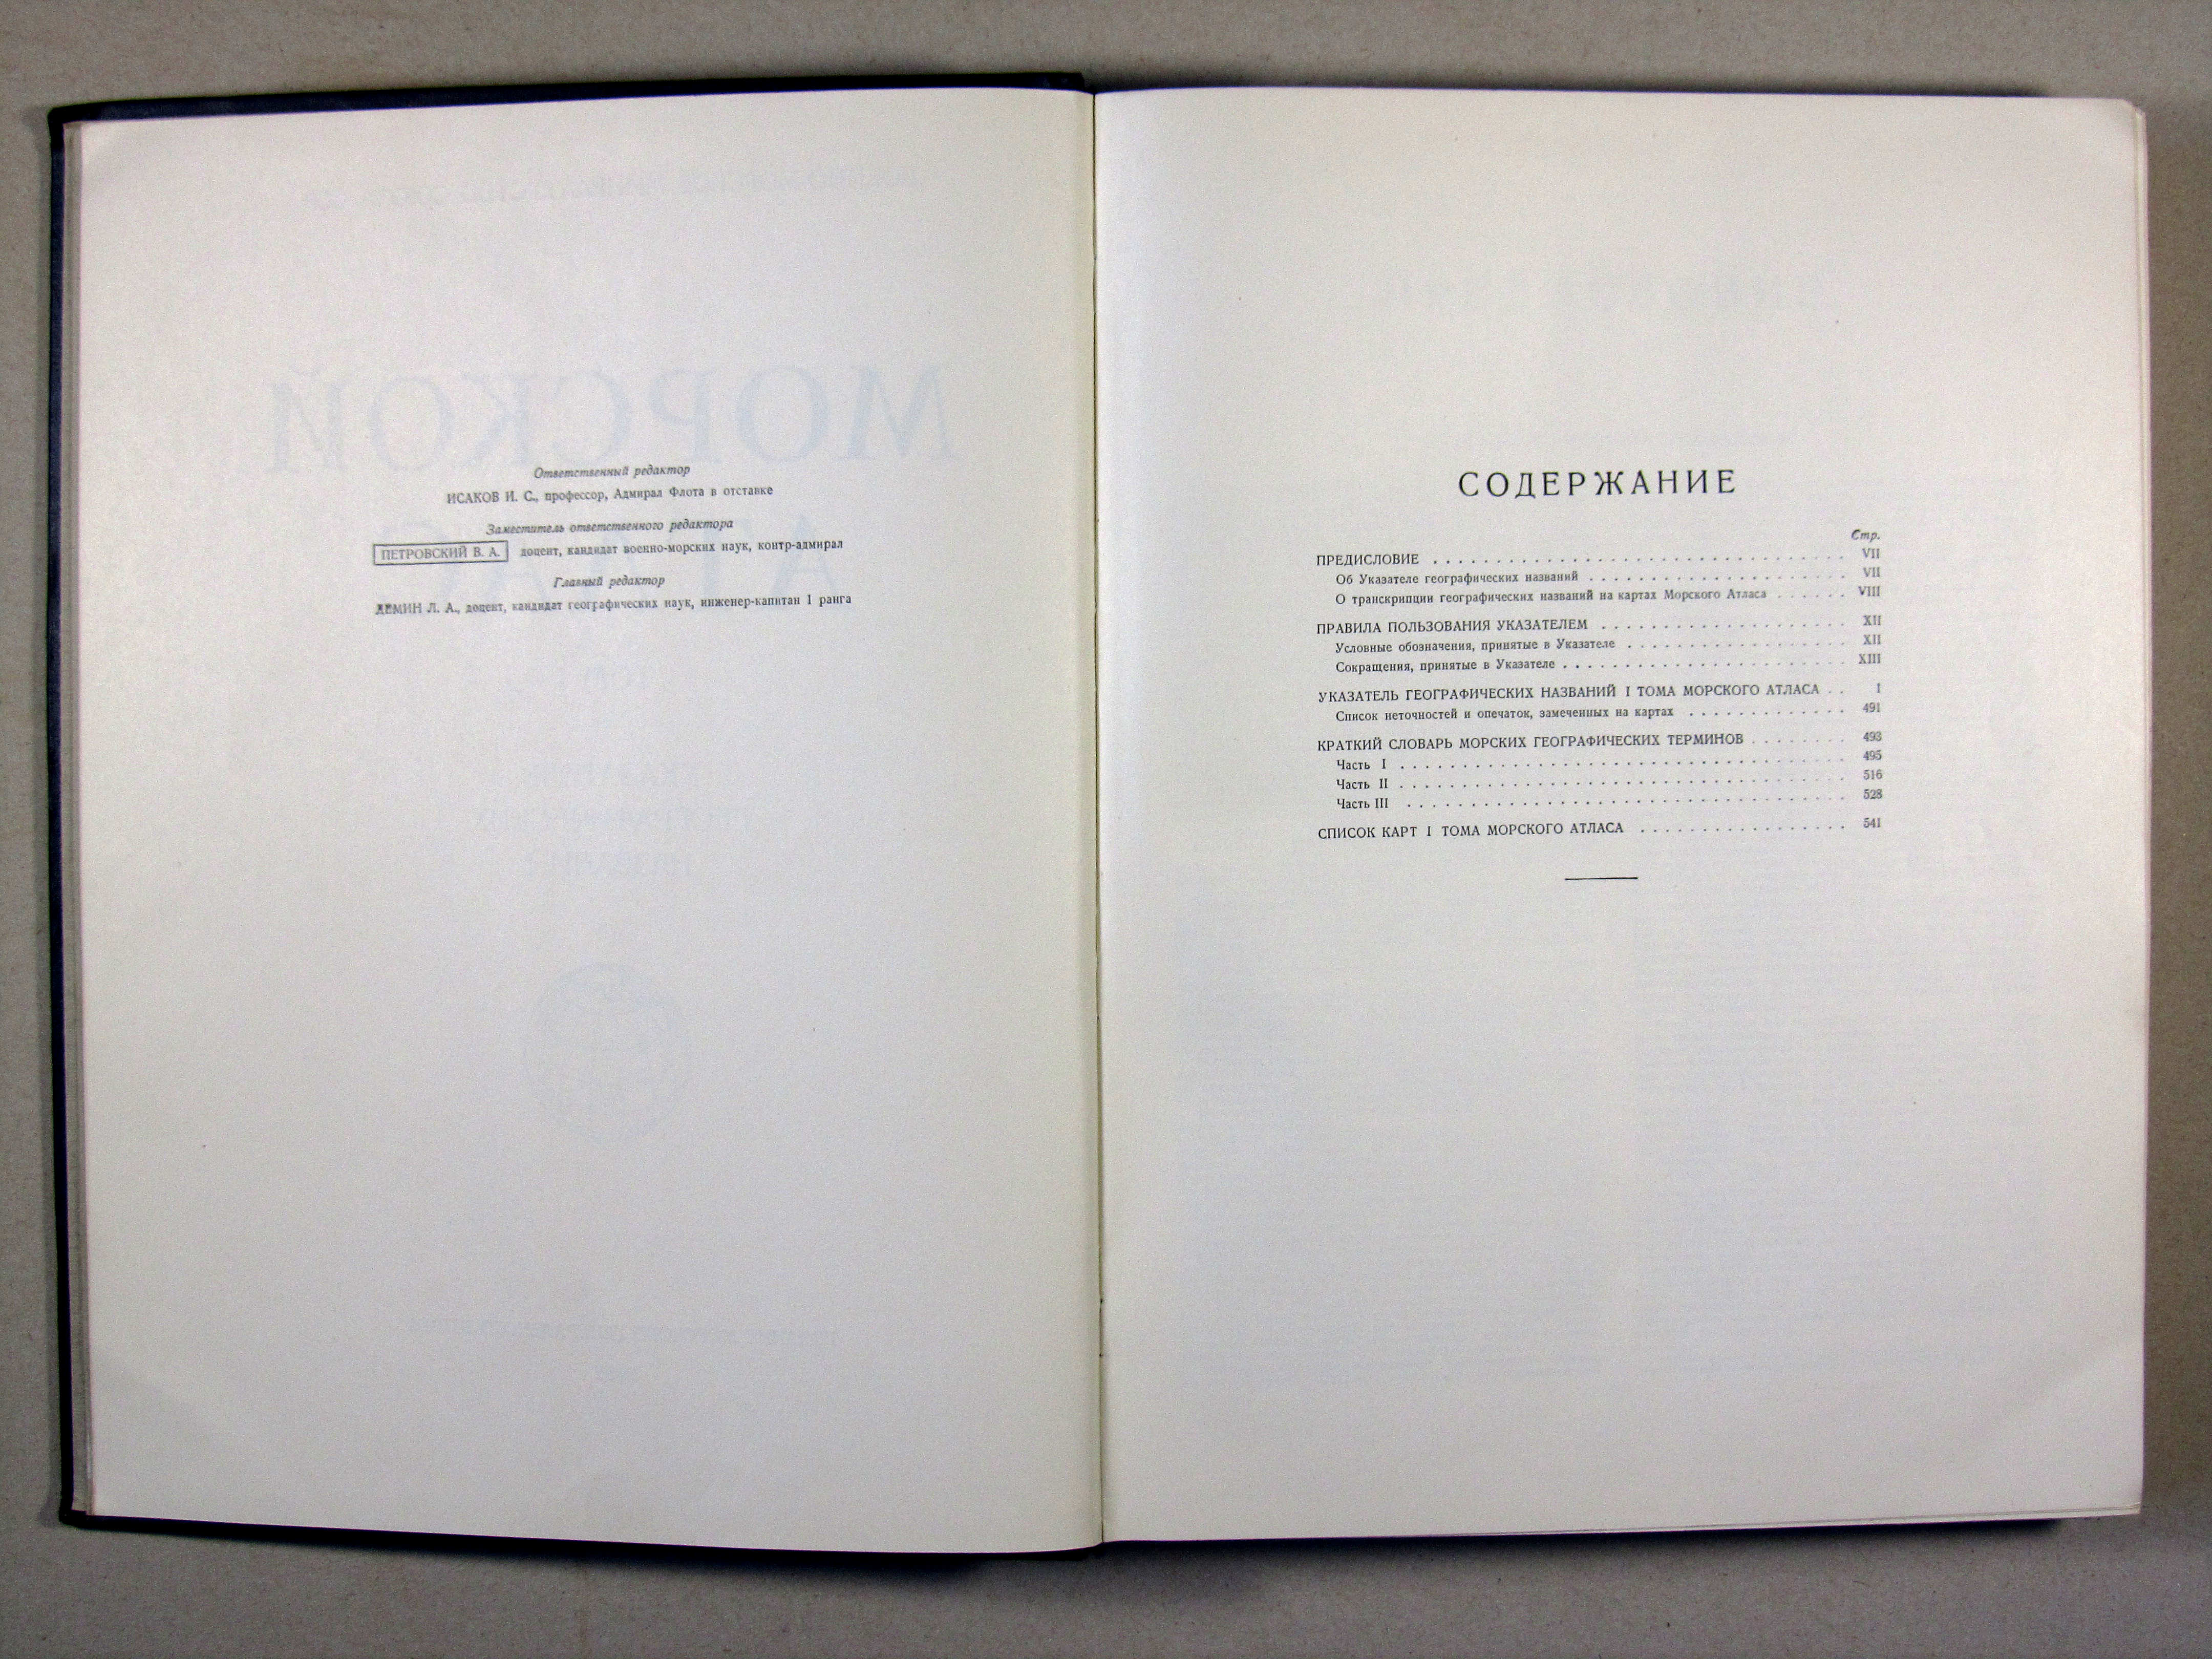 Ответственный редактор
ИСАКОВ И. С., профессор, Адмирал Флота в отставке
Заместитель ответственного редактора
ПЕТРОВСКИЙ В. А. доцент, кандидат военно-морских наук, контр-адмирал
Главный редактор
ДЕМИН Л. А., доцент, кандидат географических наук, инженер-капитан I ранга
МОРСКОЙ
СОДЕРЖАНИЕ
Стр.
ПРЕДИСЛОВИЕ . . . . . . . . . . VII
Об Указателе географических названий . . . . . . . . . . VII
О транскрипции географических названий на картах Морского Атласа . . . . . . VIII
ПРАВИЛА ПОЛЬЗОВАНИЯ УКАЗАТЕЛЕМ . . . . . . . . . . XII
Условные обозначения, принятые в Указателе . . . . . . . . . . XII
Сокращения, принятые в Указателе . . . . . . . . . . XIII
УКАЗАТЕЛЬ ГЕОГРАФИЧЕСКИХ НАЗВАНИЙ I ТОМА МОРСКОГО АТЛАСА . . 1
Список неточностей и опечаток, замеченных на картах . . . . . . . . . . 491
КРАТКИЙ СЛОВАРЬ МОРСКИХ ГЕОГРАФИЧЕСКИХ ТЕРМИНОВ . . . . . . . . 493
Часть I . . . . . . . . . . 495
Часть II . . . . . . . . . . 516
Часть III . . . . . . . . . . 528
СПИСОК КАРТ I ТОМА МОРСКОГО АТЛАСА . . . . . . . . . . 541